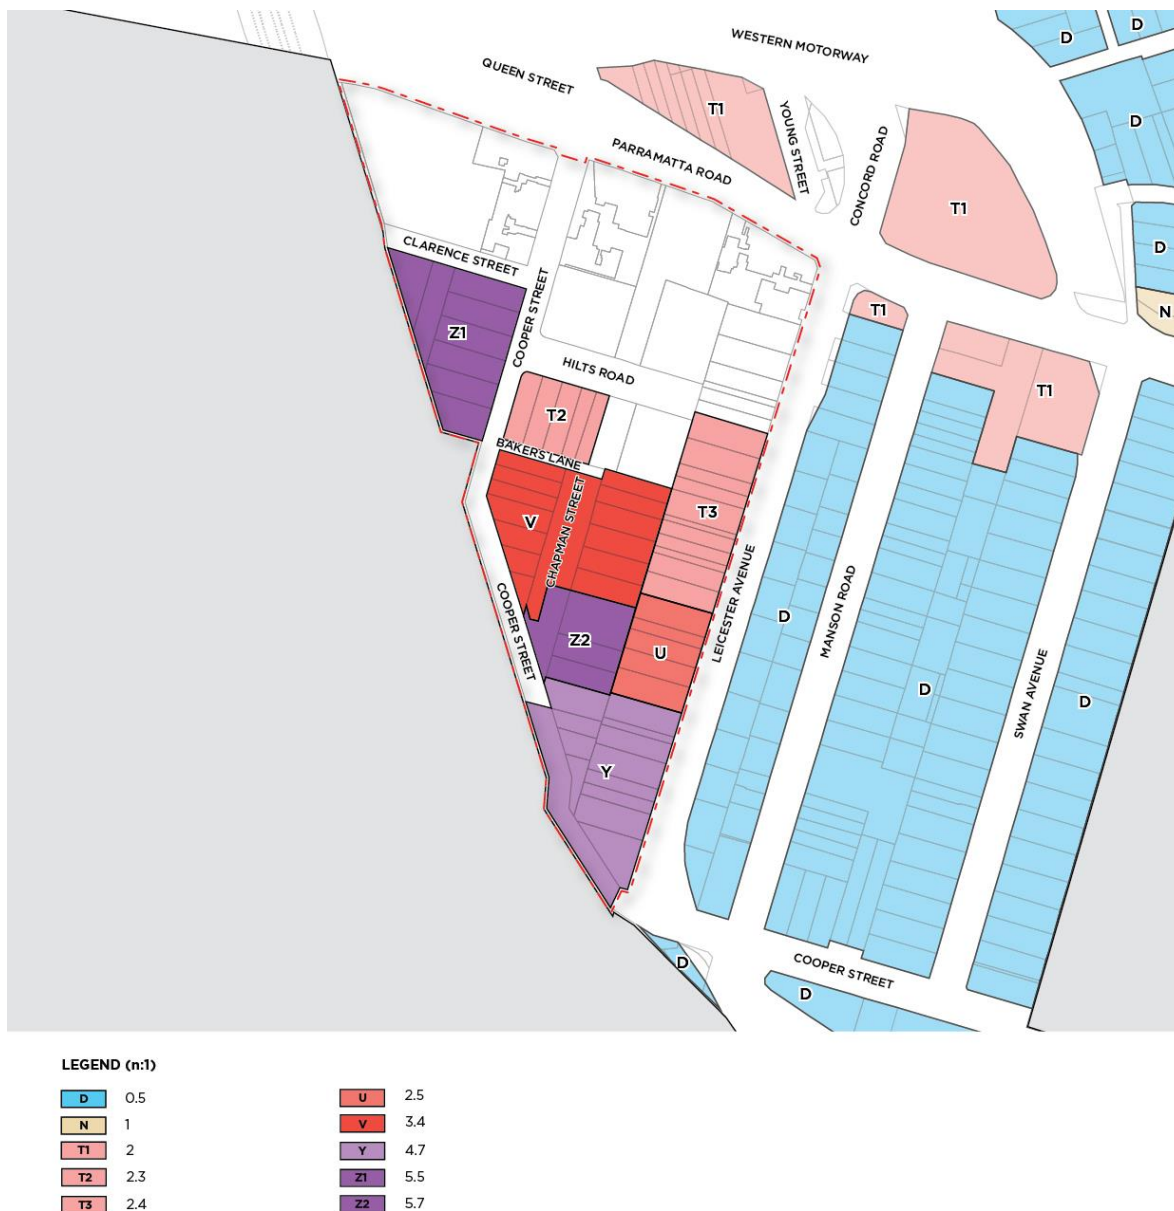 WESTERN MOTORWAY
QUEEN STREET
PARRAMATTA ROAD
YOUNG STREET
CONCORD ROAD
CLARENCE STREET
COOPER STREET
HILTS ROAD
BAKERS LANE
CHAPMAN STREET
COOPER STREET
LEICESTER AVENUE
MANSON ROAD
SWAN AVENUE
COOPER STREET
D
D
D
D
N
T1
T1
T1
T1
Z1
T2
V
T3
Z2
U
Y
D
D
D
D
D
LEGEND (n:1)
D 0.5
N 1
T1 2
T2 2.3
T3 2.4
U 2.5
V 3.4
Y 4.7
Z1 5.5
Z2 5.7